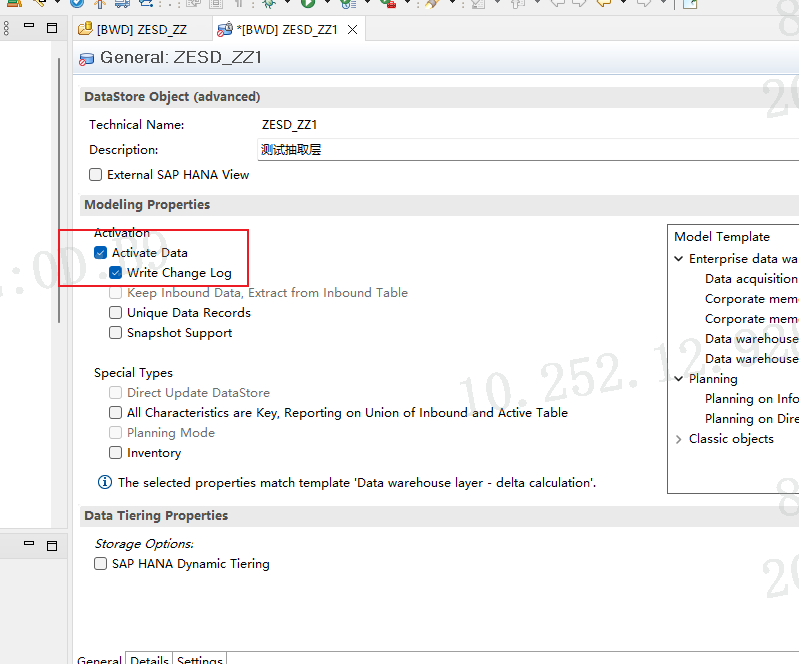 [BWD] ZESD_ZZ
*[BWD] ZESD_ZZ1
General: ZESD_ZZ1
DataStore Object (advanced)
Technical Name: ZESD_ZZ1
Description: 测试抽取层
External SAP HANA View
Modeling Properties
Activation
Activate Data
Write Change Log
Keep Inbound Data, Extract from Inbound Table
Unique Data Records
Snapshot Support
Special Types
Direct Update DataStore
All Characteristics are Key, Reporting on Union of Inbound and Active Table
Planning Mode
Inventory
The selected properties match template 'Data warehouse layer - delta calculation'.
Model Template
Enterprise data wa
Data acquisition
Corporate mem
Corporate mem
Data warehouse
Data warehouse
Planning
Planning on Info
Planning on Dire
Classic objects
Data Tiering Properties
Storage Options:
SAP HANA Dynamic Tiering
General
Details
Settings
10.252.12.92